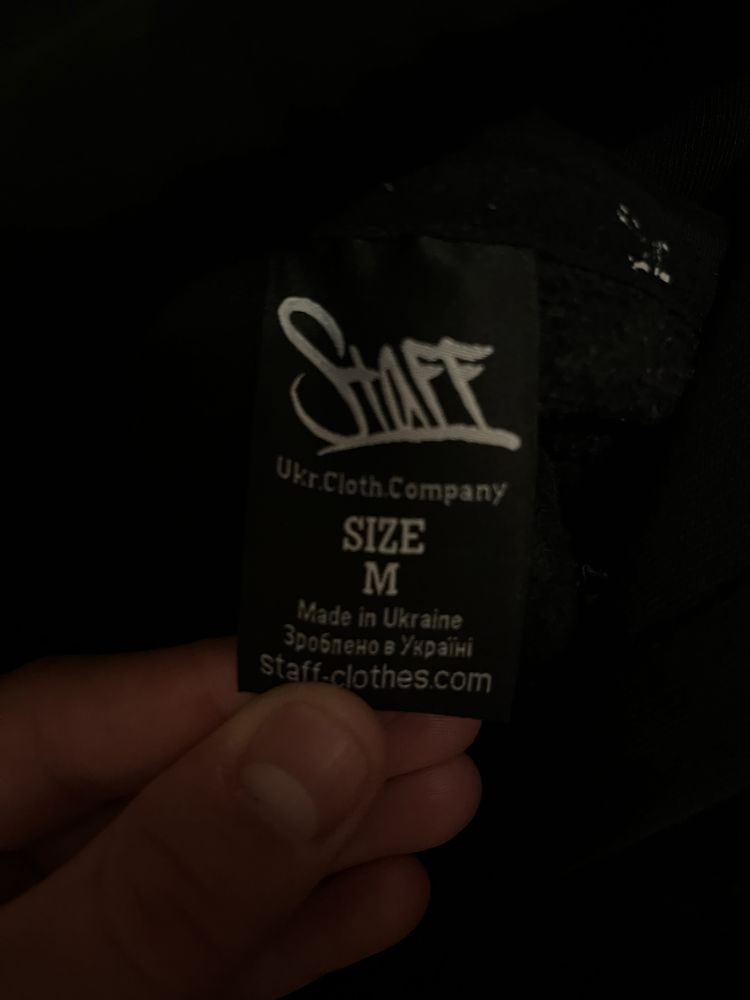 Staff
Ukr.Cloth.Company
SIZE
M
Made in Ukraine
Зроблено в Україні
staff-clothes.com